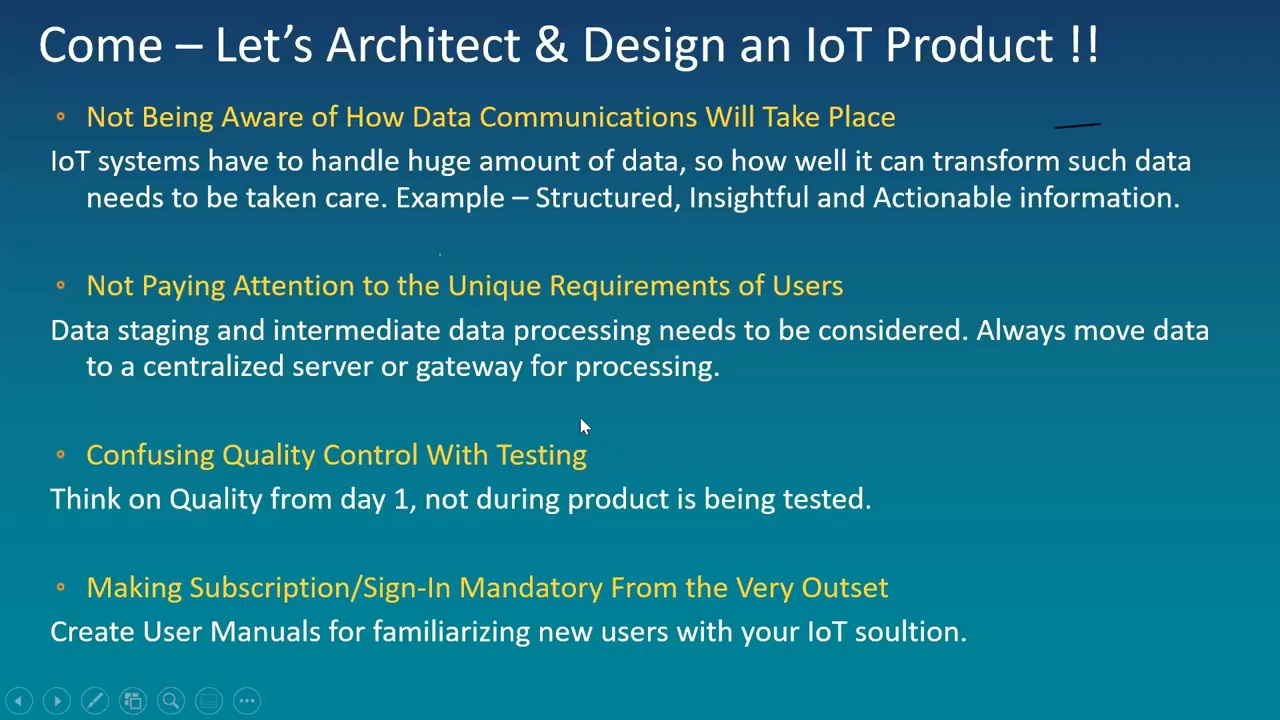 Come – Let's Architect & Design an IoT Product !!
Not Being Aware of How Data Communications Will Take Place
IoT systems have to handle huge amount of data, so how well it can transform such data
needs to be taken care. Example – Structured, Insightful and Actionable information.
Not Paying Attention to the Unique Requirements of Users
Data staging and intermediate data processing needs to be considered. Always move data
to a centralized server or gateway for processing.
Confusing Quality Control With Testing
Think on Quality from day 1, not during product is being tested.
Making Subscription/Sign-In Mandatory From the Very Outset
Create User Manuals for familiarizing new users with your IoT soultion.